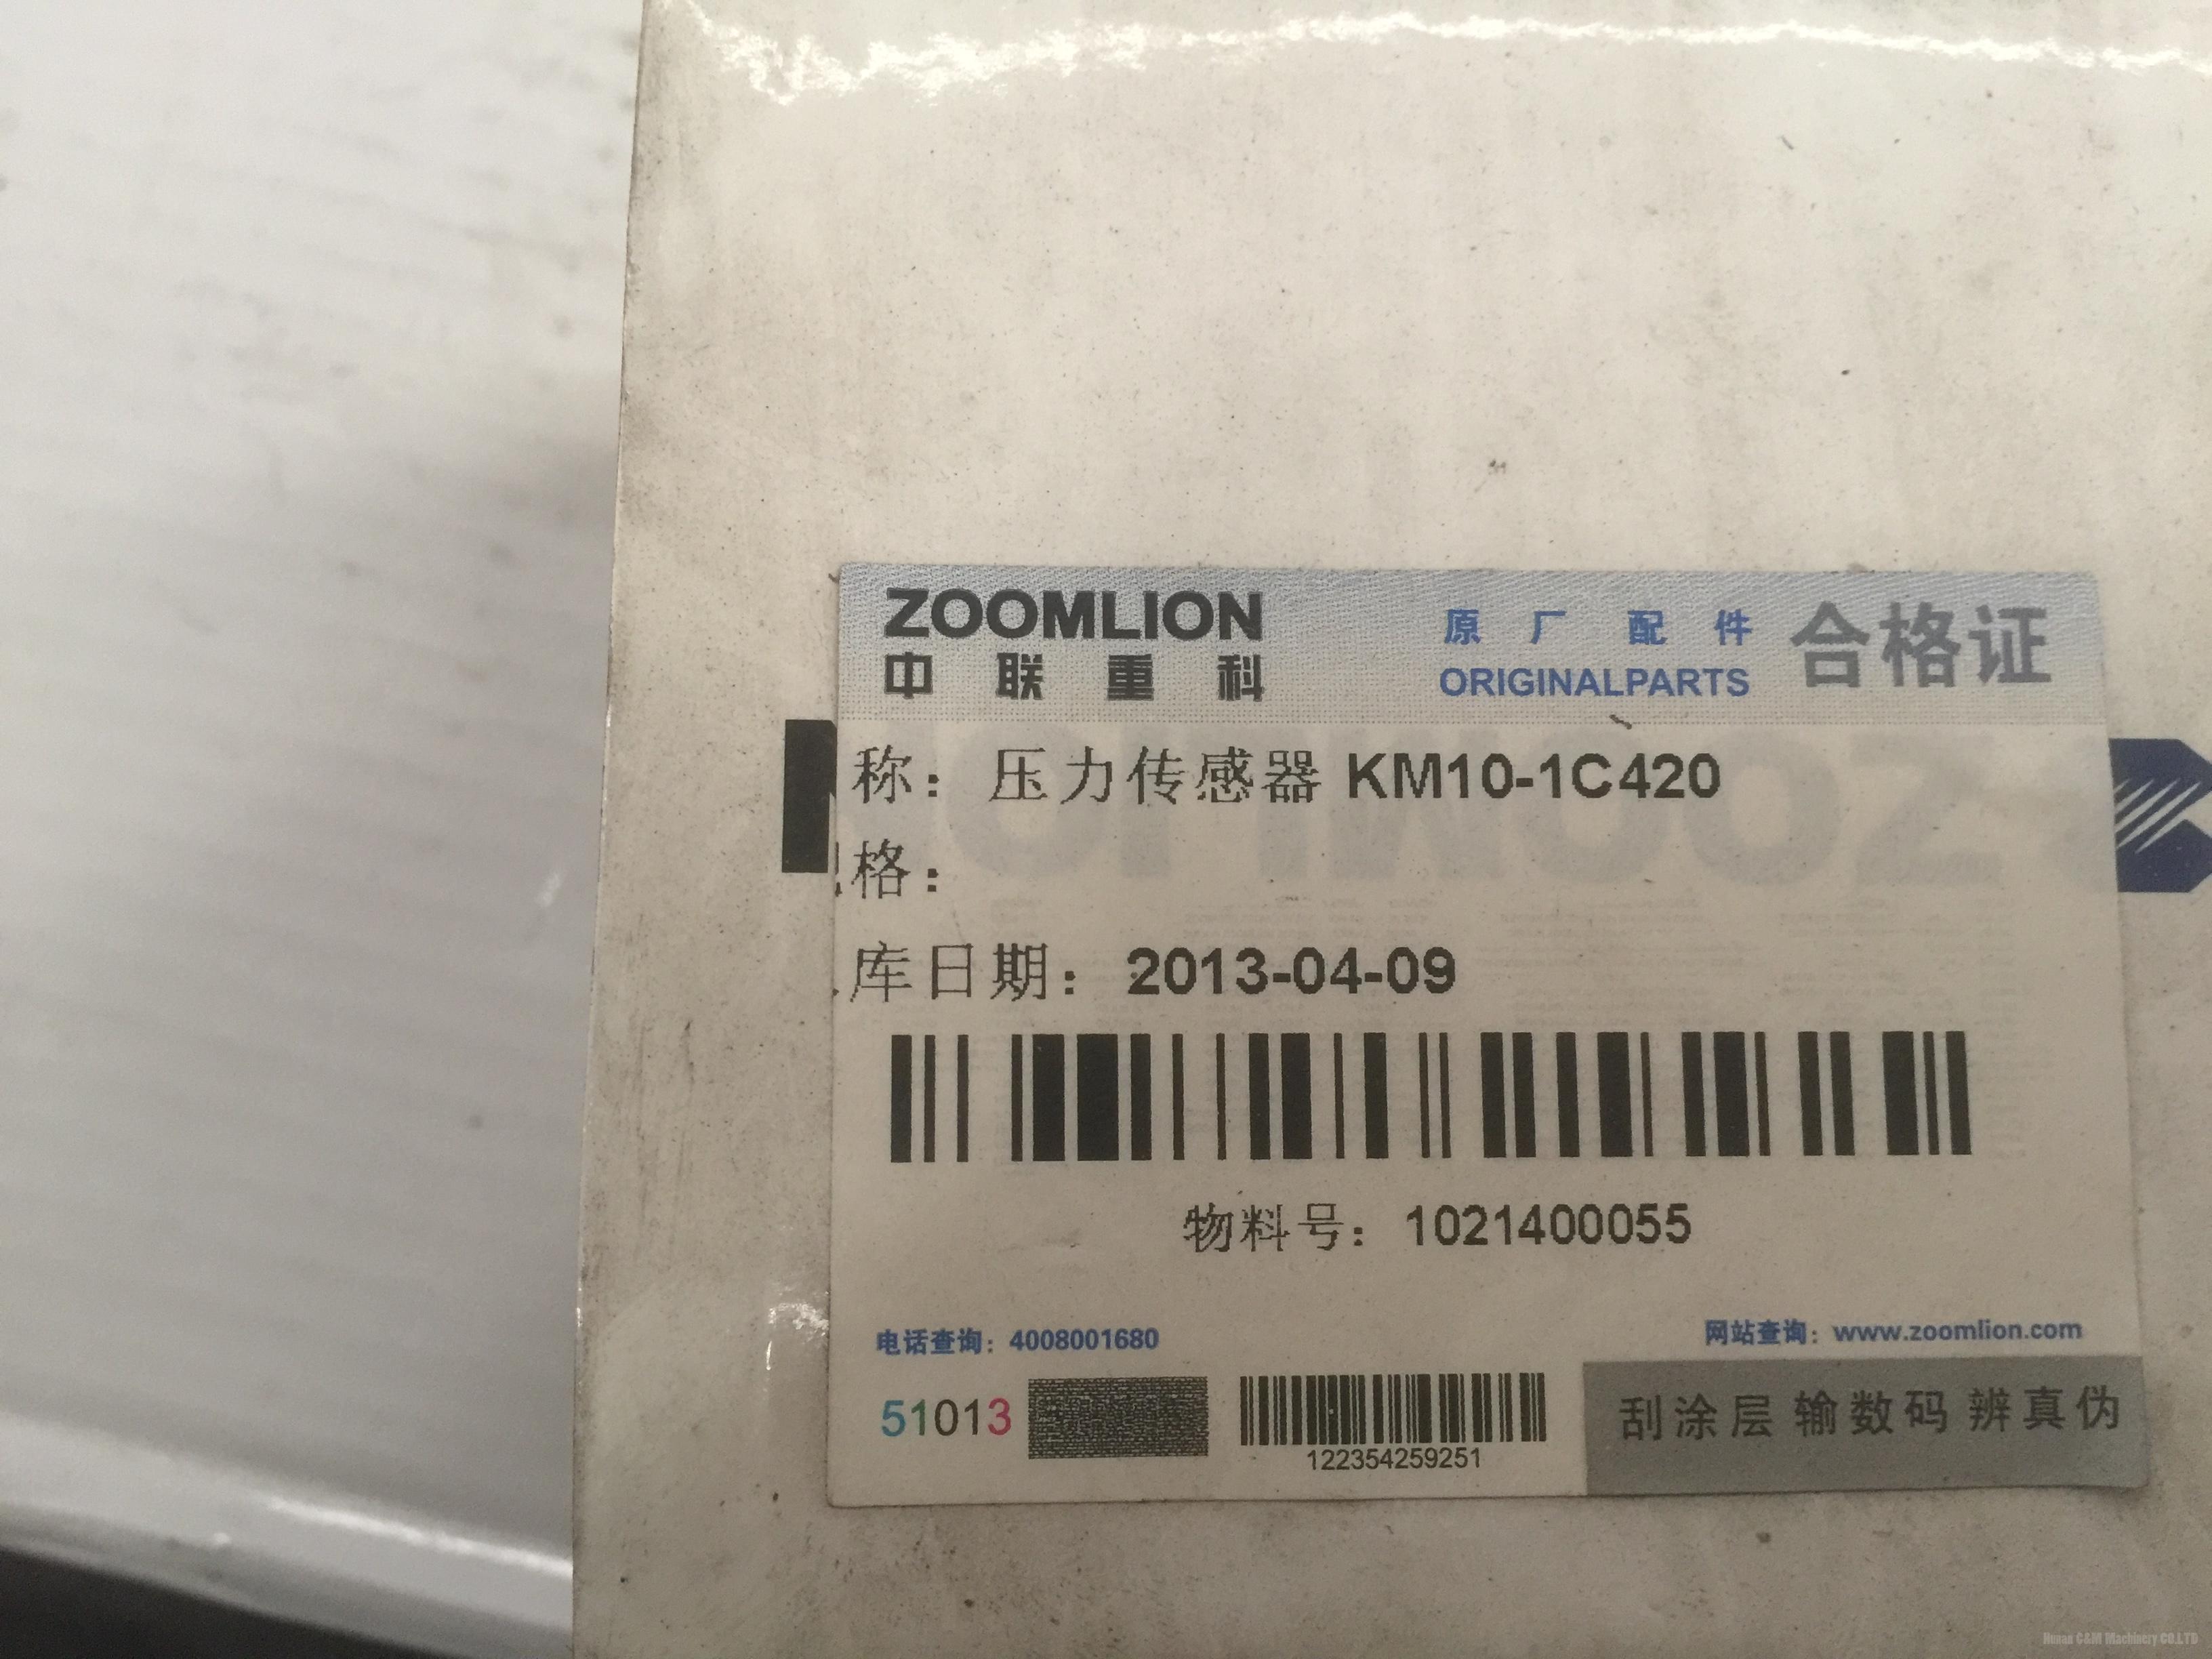 ZOOMLION
中联重科
原厂配件
ORIGINALPARTS
合格证
称：压力传感器 KM10-1C420
格：
库日期：2013-04-09
物料号：1021400055
电话查询：4008001680
网站查询：www.zoomlion.com
51013
122354259251
刮涂层 输数码 辨真伪
Hunan C&M Machinery CO.LTD